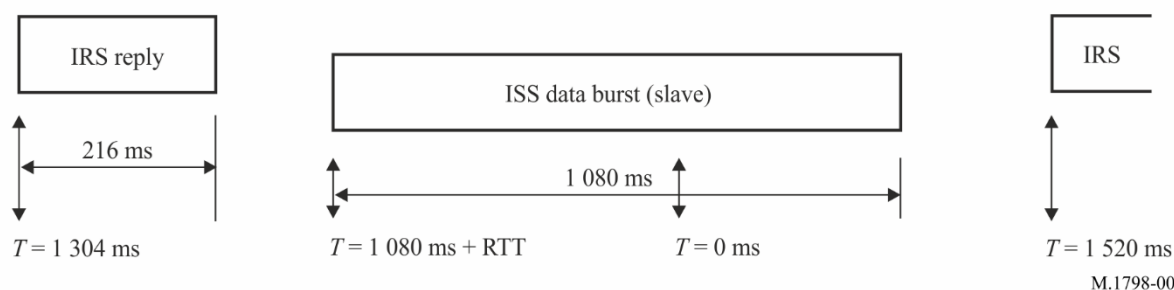 IRS reply
ISS data burst (slave)
IRS
216 ms
1 080 ms
T = 1 304 ms
T = 1 080 ms + RTT
T = 0 ms
T = 1 520 ms
M.1798-00